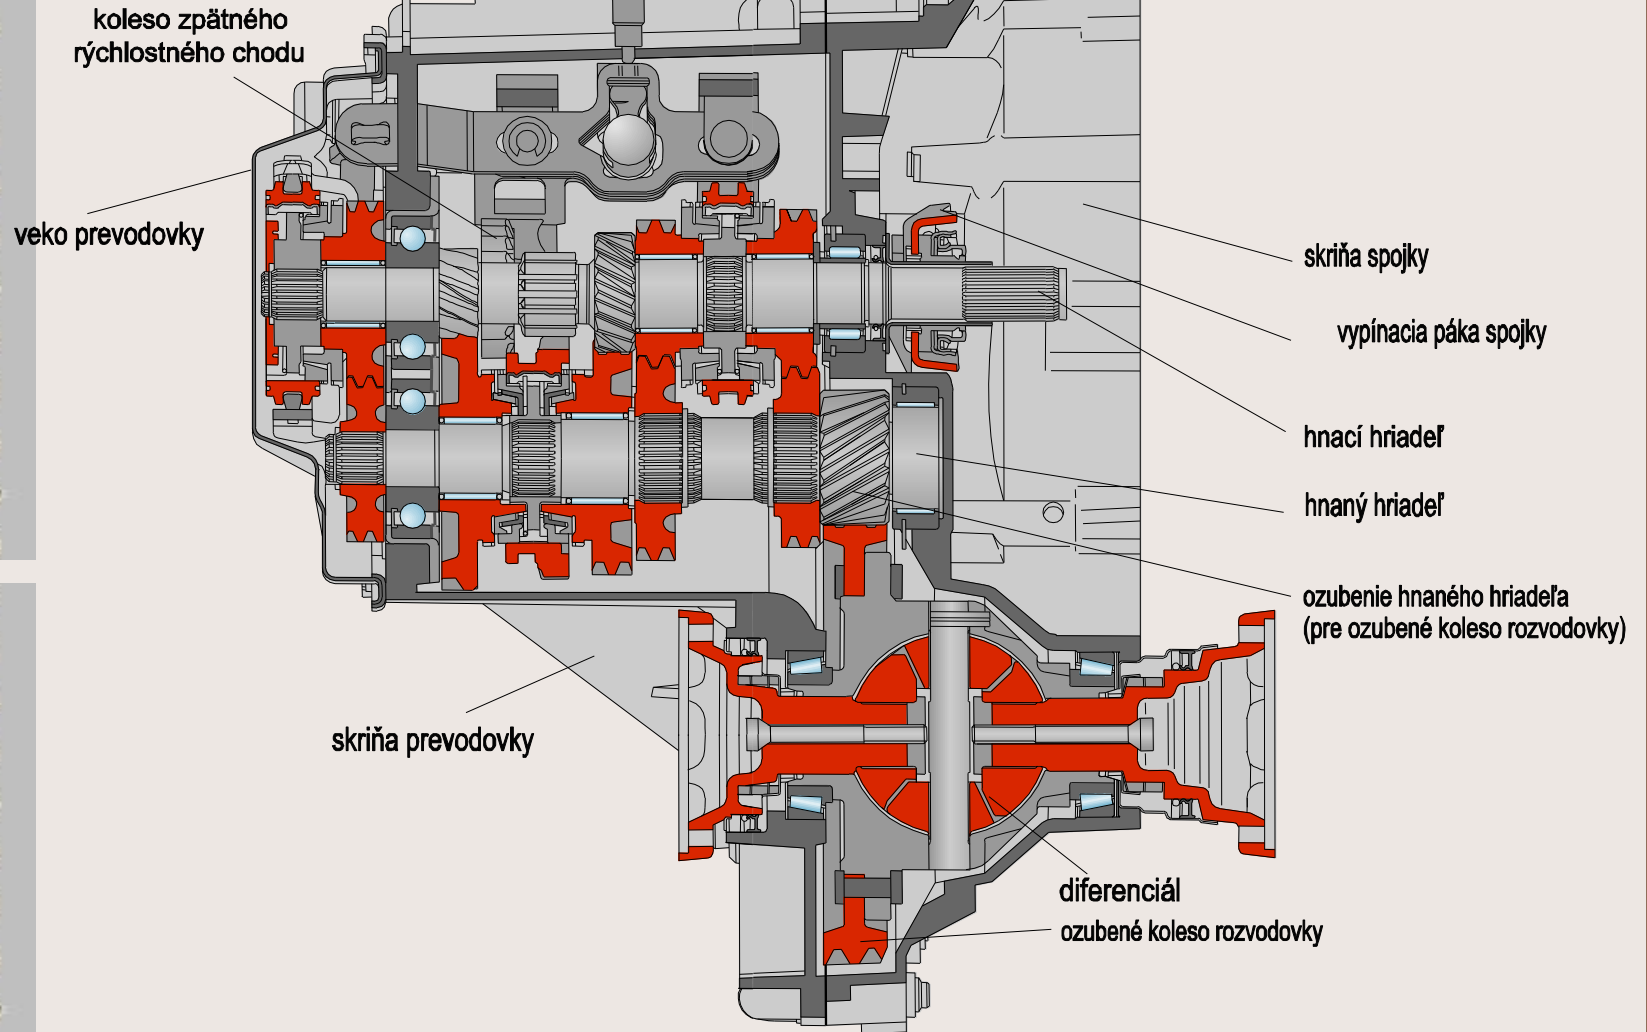 koleso zpätného
rýchlostného chodu
veko prevodovky
skriňa spojky
vypínacia páka spojky
hnací hriadeľ
hnaný hriadeľ
ozubenie hnaného hriadeľa
(pre ozubené koleso rozvodovky)
skriňa prevodovky
diferenciál
ozubené koleso rozvodovky